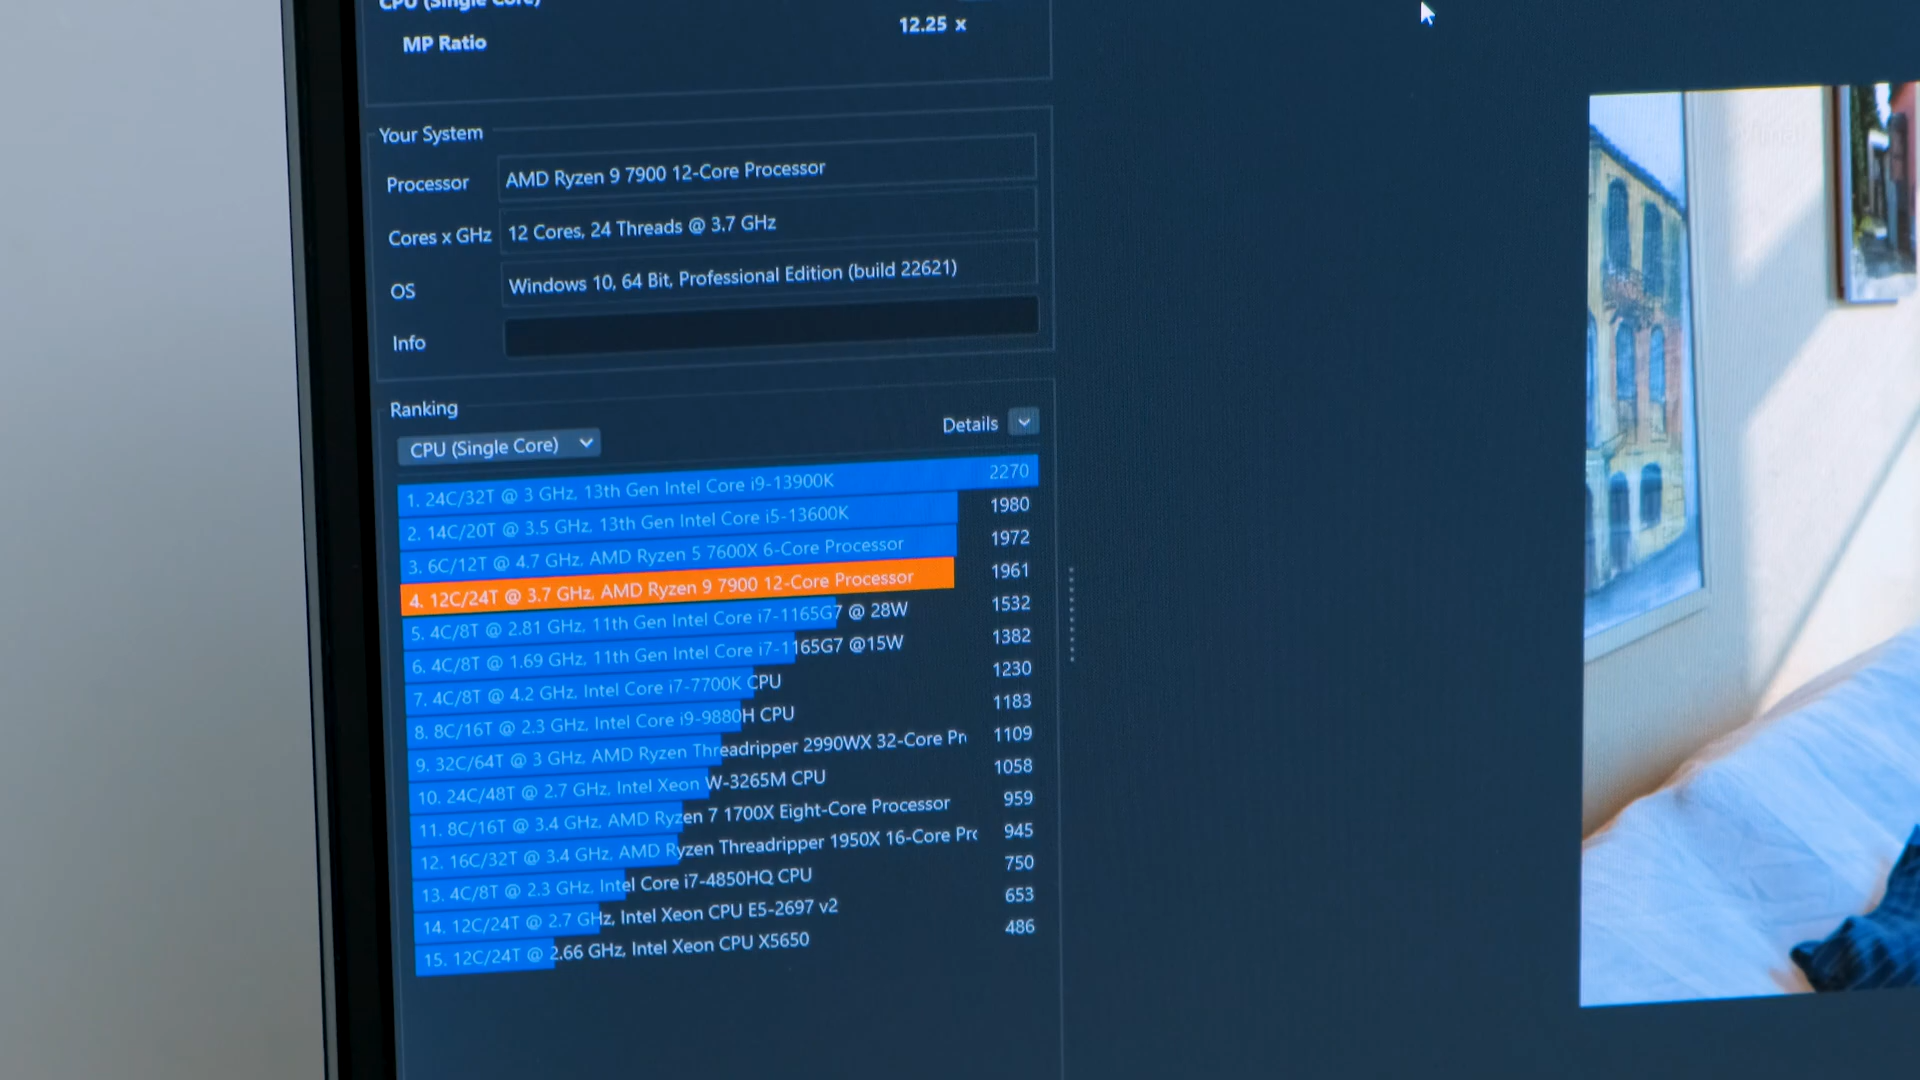 CPU (Single Core)
MP Ratio 12.25 x
Your System
Processor AMD Ryzen 9 7900 12-Core Processor
Cores x GHz 12 Cores, 24 Threads @ 3.7 GHz
OS Windows 10, 64 Bit, Professional Edition (build 22621)
Info
Ranking
CPU (Single Core) Details
1. 24C/32T @ 3 GHz, 13th Gen Intel Core i9-13900K 2270
2. 14C/20T @ 3.5 GHz, 13th Gen Intel Core i5-13600K 1980
3. 6C/12T @ 4.7 GHz, AMD Ryzen 5 7600X 6-Core Processor 1972
4. 12C/24T @ 3.7 GHz, AMD Ryzen 9 7900 12-Core Processor 1961
5. 4C/8T @ 2.81 GHz, 11th Gen Intel Core i7-1165G7 @ 28W 1532
6. 4C/8T @ 1.69 GHz, 11th Gen Intel Core i7-1165G7 @15W 1382
7. 4C/8T @ 4.2 GHz, Intel Core i7-7700K CPU 1230
8. 8C/16T @ 2.3 GHz, Intel Core i9-9880H CPU 1183
9. 32C/64T @ 3 GHz, AMD Ryzen Threadripper 2990WX 32-Core Pr 1109
10. 24C/48T @ 2.7 GHz, Intel Xeon W-3265M CPU 1058
11. 8C/16T @ 3.4 GHz, AMD Ryzen 7 1700X Eight-Core Processor 959
12. 16C/32T @ 3.4 GHz, AMD Ryzen Threadripper 1950X 16-Core Prc 945
13. 4C/8T @ 2.3 GHz, Intel Core i7-4850HQ CPU 750
14. 12C/24T @ 2.7 GHz, Intel Xeon CPU E5-2697 v2 653
15. 12C/24T @ 2.66 GHz, Intel Xeon CPU X5650 486